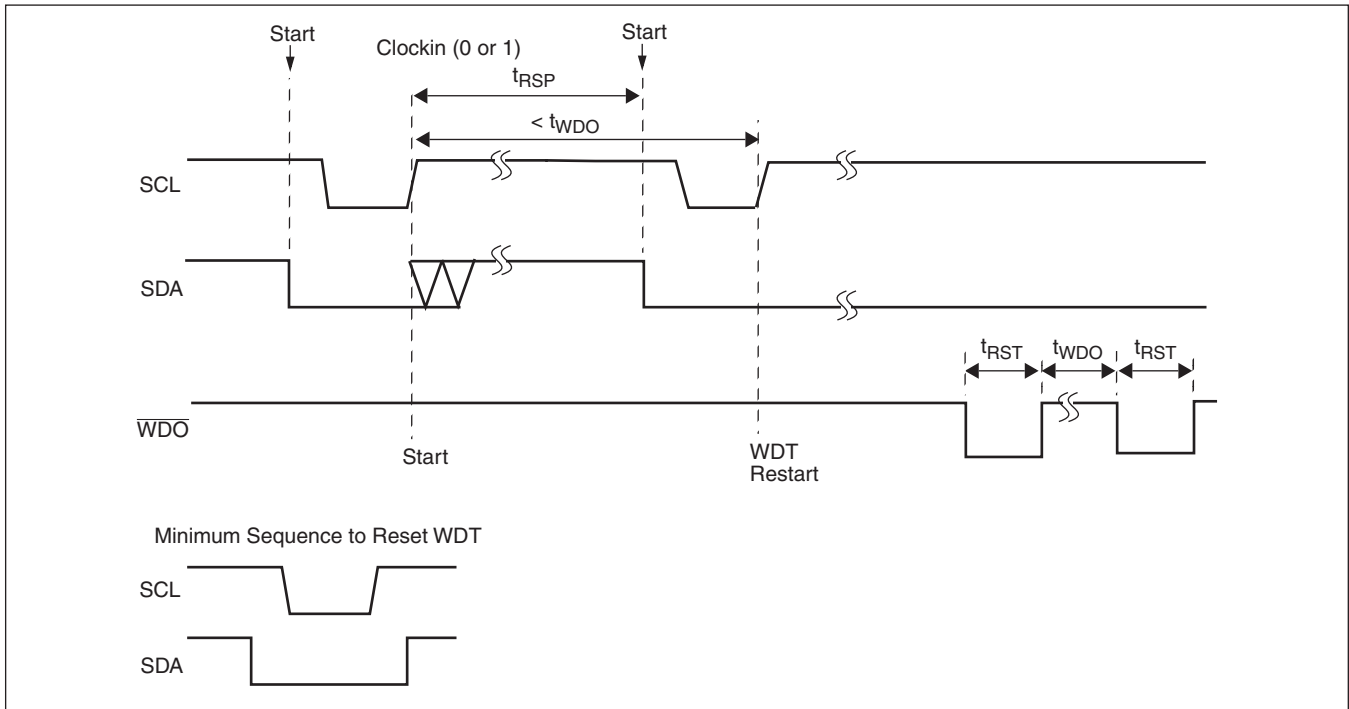 Start
Start
Clockin (0 or 1)
tRSP
< tWDO
SCL
SDA
tRST
tWDO
tRST
WDO
Start
WDT
Restart
Minimum Sequence to Reset WDT
SCL
SDA